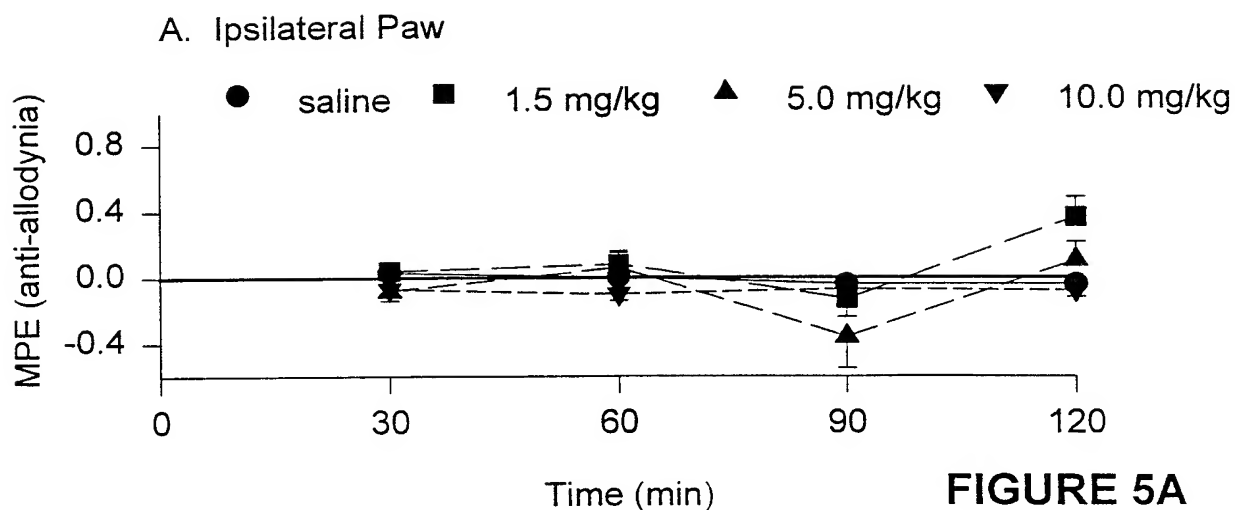 A. Ipsilateral Paw
saline 1.5 mg/kg 5.0 mg/kg 10.0 mg/kg
MPE (anti-allodynia)
0.8
0.4
0.0
-0.4
0 30 60 90 120
Time (min)
FIGURE 5A